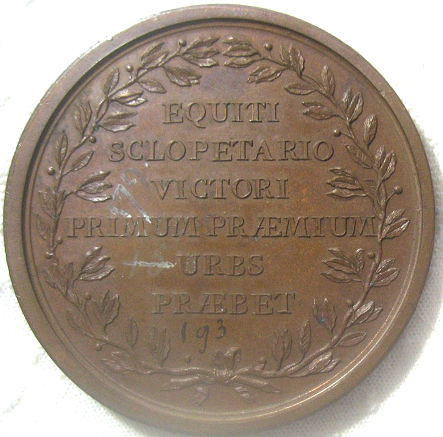 EQUITI
SCLOPETARIO
VICTORI
PRIMUM PRÆMIUM
URBS
PRÆBET
193